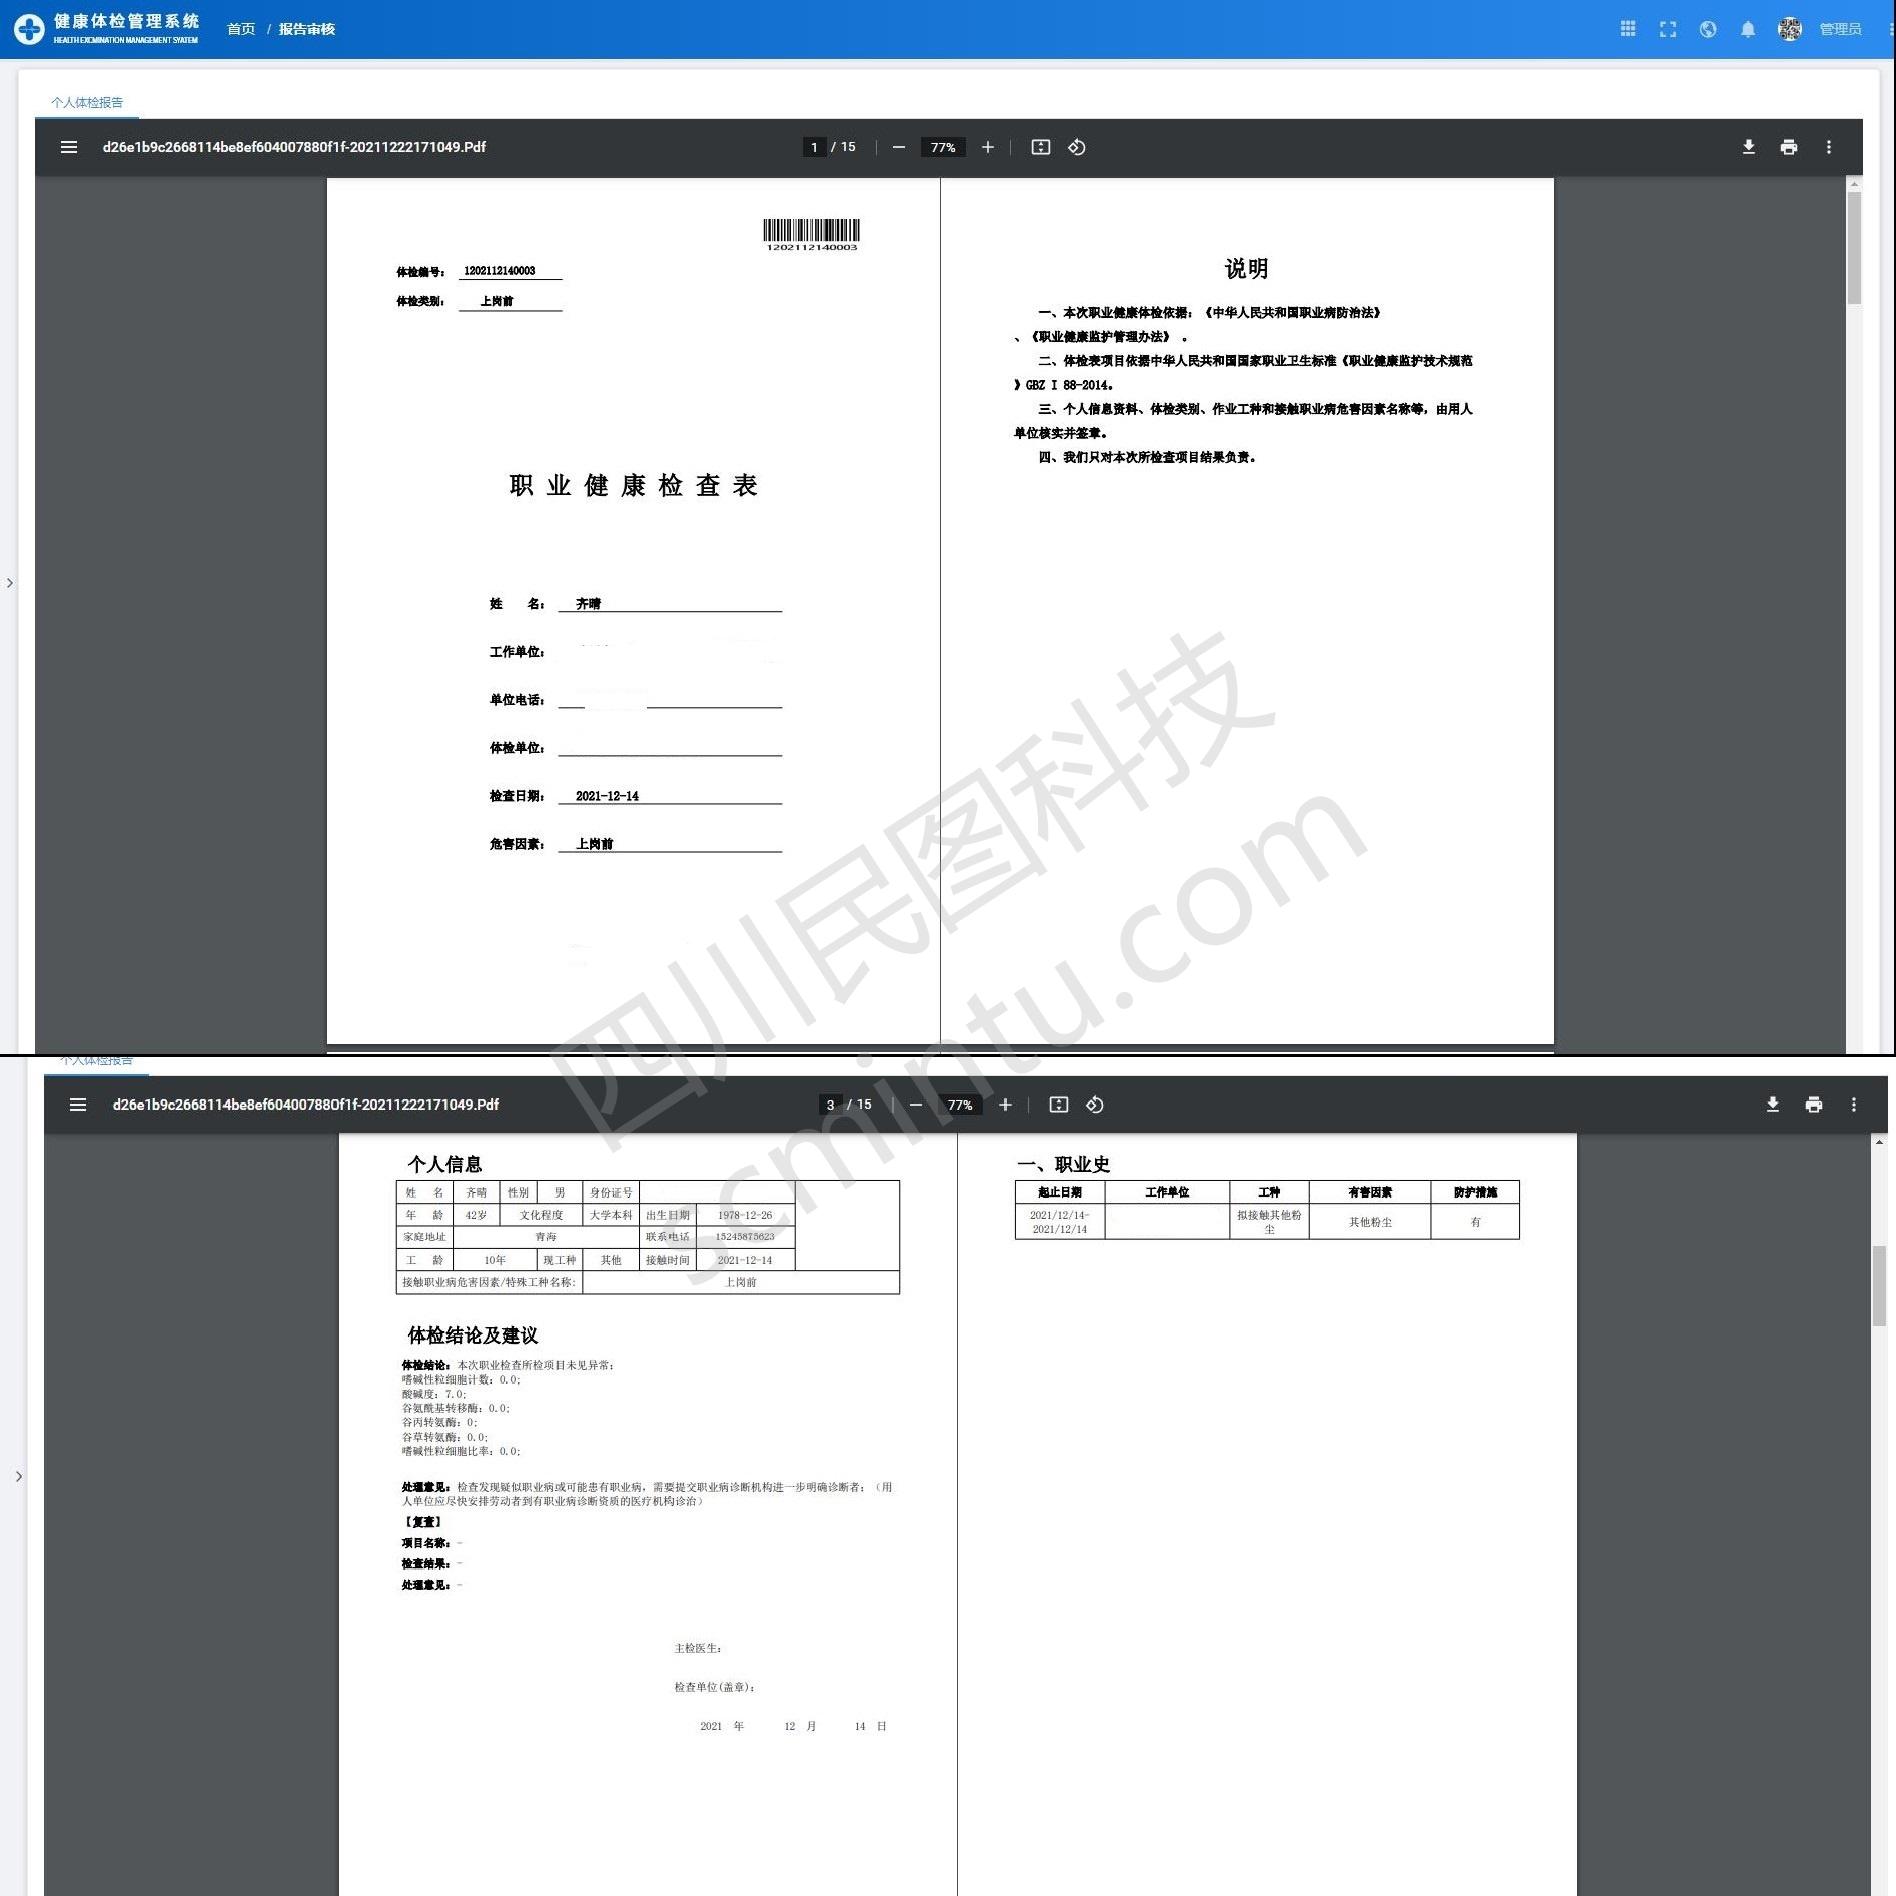 健康体检管理系统
HEALTH EXCMINATION MANAGEMENT SYATEM
首页 / 报告审核
管理员
个人体检报告
d26e1b9c2668114be8ef604007880f1f-20211222171049.Pdf
1 / 15
77%
1202112140003
体检编号： 1202112140003
体检类别： 上岗前
职业健康检查表
姓 名： 齐晴
工作单位：
单位电话：
体检单位：
检查日期： 2021-12-14
危害因素： 上岗前
说明
一、本次职业健康体检依据：《中华人民共和国职业病防治法》
、《职业健康监护管理办法》 。
二、体检表项目依据中华人民共和国国家职业卫生标准《职业健康监护技术规范
》GBZ I 88-2014。
三、个人信息资料、体检类别、作业工种和接触职业病危害因素名称等，由用人
单位核实并签章。
四、我们只对本次所检查项目结果负责。
四川民图科技
scmintu.com
个人体检报告
d26e1b9c2668114be8ef604007880f1f-20211222171049.Pdf
3 / 15
77%
个人信息
姓 名 齐晴 性别 男 身份证号
年 龄 42岁 文化程度 大学本科 出生日期 1978-12-26
家庭地址 青海 联系电话 15245875623
工 龄 10年 现工种 其他 接触时间 2021-12-14
接触职业病危害因素/特殊工种名称: 上岗前
体检结论及建议
体检结论：本次职业检查所检项目未见异常；
嗜碱性粒细胞计数：0.0;
酸碱度：7.0;
谷氨酰基转移酶：0.0;
谷丙转氨酶：0;
谷草转氨酶：0.0;
嗜碱性粒细胞比率：0.0;
处理意见：检查发现疑似职业病或可能患有职业病，需要提交职业病诊断机构进一步明确诊断者；（用
人单位应尽快安排劳动者到有职业病诊断资质的医疗机构诊治）
【复查】
项目名称：-
检查结果：-
处理意见：-
主检医生：
检查单位(盖章)：
2021 年 12 月 14 日
一、职业史
起止日期 工作单位 工种 有害因素 防护措施
2021/12/14-
2021/12/14 拟接触其他粉
尘 其他粉尘 有